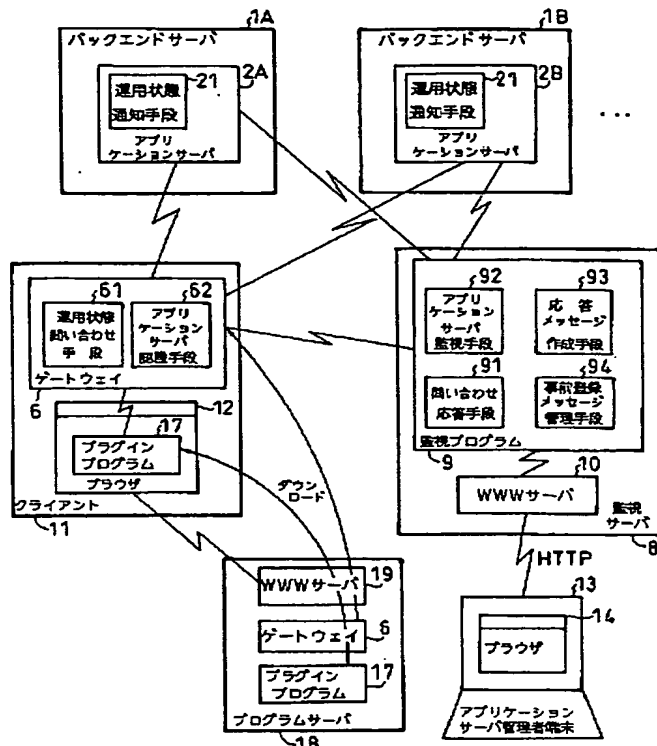 1A
バックエンドサーバ
21
2A
運用状態
通知手段
アプリ
ケーションサーバ
1B
バックエンドサーバ
21
2B
運用状態
通知手段
アプリ
ケーションサーバ
...
61
62
運用状態
問い合わせ
手段
アプリ
ケーション
サーバ
認識手段
ゲートウェイ
6
12
17
プラグイン
プログラム
ブラウザ
クライアント
11
92
93
アプリ
ケーション
サーバ
監視手段
応答
メッセージ
作成手段
91
94
問い合わせ
応答手段
事前登録
メッセージ
管理手段
監視プログラム
9
10
WWWサーバ
監視
サーバ
8
ダウン
ロード
HTTP
19
WWWサーバ
ゲートウェイ
6
プラグイン
プログラム
17
プログラムサーバ
18
13
14
ブラウザ
アプリケーション
サーバ管理者端末